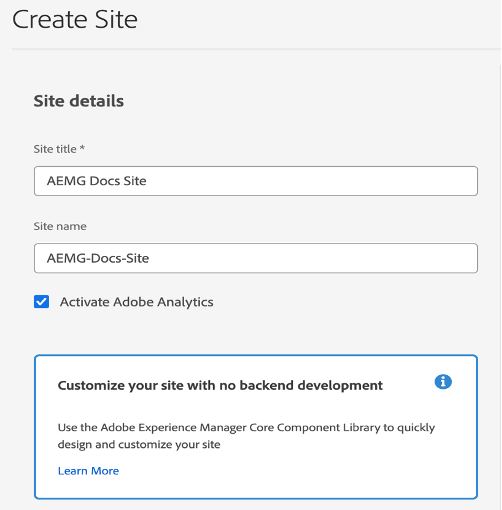 Create Site
Site details
Site title *
AEMG Docs Site
Site name
AEMG-Docs-Site
Activate Adobe Analytics
Customize your site with no backend development
Use the Adobe Experience Manager Core Component Library to quickly
design and customize your site
Learn More